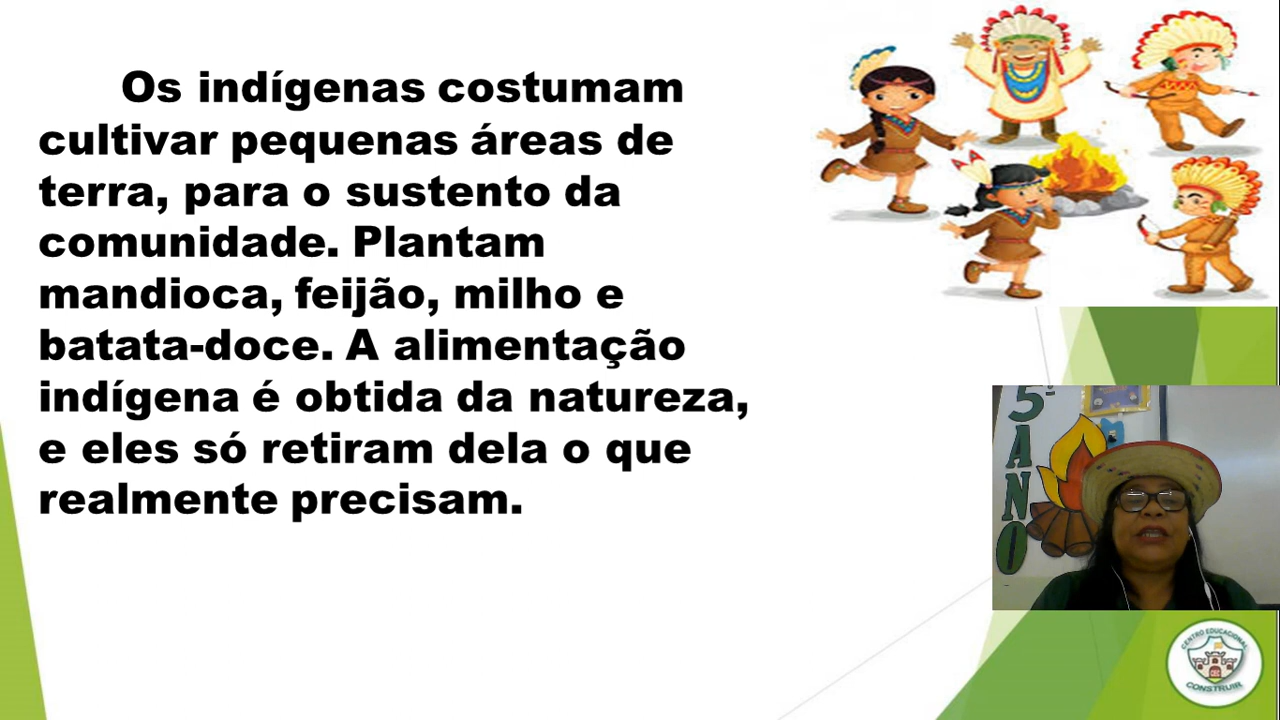 Os indígenas costumam
cultivar pequenas áreas de
terra, para o sustento da
comunidade. Plantam
mandioca, feijão, milho e
batata-doce. A alimentação
indígena é obtida da natureza,
e eles só retiram dela o que
realmente precisam.
5º
ANO
CENTRO EDUCACIONAL
CEC
CONSTRUIR